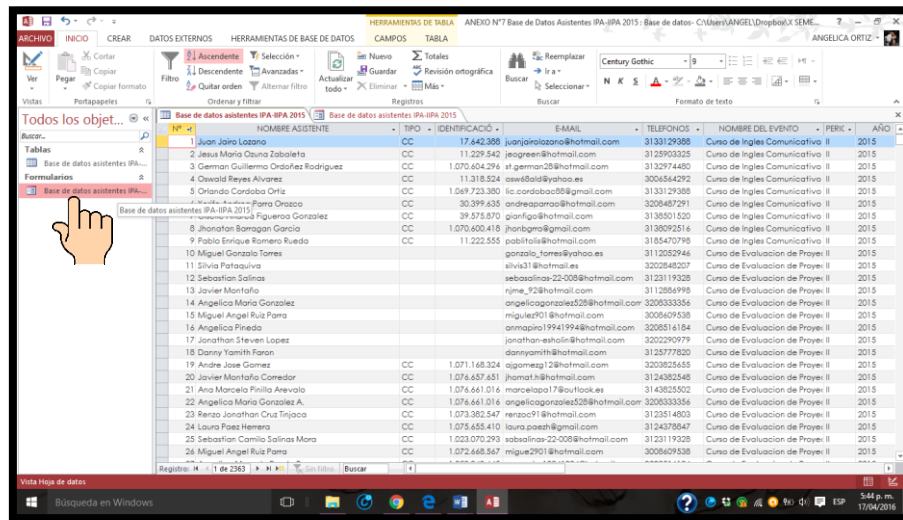 HERRAMIENTAS DE TABLA ANEXO N°7 Base de Datos Asistentes IPA-IIPA 2015 : Base de datos- C:\Users\ANGEL\Dropbox\X SEME...
ARCHIVO INICIO CREAR DATOS EXTERNOS HERRAMIENTAS DE BASE DE DATOS CAMPOS TABLA ANGELICA ORTIZ
Ver Pegar Cortar Copiar Copiar formato
Filtro Ascendente Descendente Quitar orden Selección Avanzadas Alternar filtro
Actualizar todo Nuevo Guardar Eliminar Totales Revisión ortográfica Más
Buscar Reemplazar Ir a Seleccionar
Century Gothic 9
N K S
Vistas Portapapeles Ordenar y filtrar Registros Buscar Formato de texto
Todos los objet...
Buscar...
Tablas
Base de datos asistentes IPA-...
Formularios
Base de datos asistentes IPA-...
Base de datos asistentes IPA-IIPA 2015
Base de datos asistentes IPA-IIPA 2015 Base de datos asistentes IPA-IIPA 2015
N° NOMBRE ASISTENTE TIPO IDENTIFICACIÓ E-MAIL TELEFONOS NOMBRE DEL EVENTO PERIC AÑO
1 Juan Jairo Lozano CC 17.642.388 juanjairolozano@hotmail.com 3133129388 Curso de Ingles Comunicativo II 2015
2 Jesus Maria Ozuna Zabaleta CC 11.229.542 jeogreen@hotmail.com 3125903325 Curso de Ingles Comunicativo II 2015
3 German Guillermo Ordoñez Rodriguez CC 1.070.604.296 st.german28@hotmail.com 3132974480 Curso de Ingles Comunicativo II 2015
4 Oswald Reyes Alvarez CC 11.318.524 osw68ald@yahoo.es 3006564292 Curso de Ingles Comunicativo II 2015
5 Orlando Cordoba Ortiz CC 1.069.723.380 lic.cordobao88@gmail.com 3133129388 Curso de Ingles Comunicativo II 2015
Parra Orozco CC 30.399.635 andreaparrao@hotmail.com 3208487291 Curso de Ingles Comunicativo II 2015
Figueroa Gonzalez CC 39.575.870 gianfigo@hotmail.com 3138501520 Curso de Ingles Comunicativo II 2015
8 Jhonatan Barragan Garcia CC 1.070.600.418 jhonbgma@gmail.com 3138092516 Curso de Ingles Comunicativo II 2015
9 Pablo Enrique Romero Rueda CC 11.222.555 pablitolis@hotmail.com 3185470798 Curso de Ingles Comunicativo II 2015
10 Miguel Gonzalo Torres gonzalo_torres@yahoo.es 3112052946 Curso de Evaluacion de Proyec II 2015
11 Silvia Pataquiva silvis31@hotmail.es 3202848207 Curso de Evaluacion de Proyec II 2015
12 Sebastian Salinas sebasalinas-22-008@hotmail.com 3123119328 Curso de Evaluacion de Proyec II 2015
13 Javier Montaño njme_92@hotmail.com 3112886998 Curso de Evaluacion de Proyec II 2015
14 Angelica Maria Gonzalez angelicagonzalez528@hotmail.com 3208333356 Curso de Evaluacion de Proyec II 2015
15 Miguel Angel Ruiz Parra migulez901@hotmail.com 3008609538 Curso de Evaluacion de Proyec II 2015
16 Angelica Pineda anmapiro19941994@hotmail.com 3208516184 Curso de Evaluacion de Proyec II 2015
17 Jonathan Steven Lopez jonathan-esholin@hotmail.com 3202290979 Curso de Evaluacion de Proyec II 2015
18 Danny Yamith Faron dannyamith@hotmail.com 3125777820 Curso de Evaluacion de Proyec II 2015
19 Andre Jose Gomez CC 1.071.168.324 ajgomezg12@hotmail.com 3203825655 Curso de Evaluacion de Proyec II 2015
20 Javier Montaño Corredor CC 1.076.657.651 jhomat.h@hotmail.com 3124382548 Curso de Evaluacion de Proyec II 2015
21 Ana Marcela Pinilla Arevalo CC 1.076.661.016 marcelapa17@outlook.es 3143825502 Curso de Evaluacion de Proyec II 2015
22 Angelica Maria Gonzalez A. CC 1.076.661.016 angelicagonzalez528@hotmail.com 3208333356 Curso de Evaluacion de Proyec II 2015
23 Renzo Jonathan Cruz Tinjaca CC 1.073.382.547 renzoc91@hotmail.com 3123514803 Curso de Evaluacion de Proyec II 2015
24 Laura Paez Herrera CC 1.075.655.410 laura.paezh@gmail.com 3124378847 Curso de Evaluacion de Proyec II 2015
25 Sebastian Camilo Salinas Mora CC 1.023.070.293 sabsalinas-22-008@hotmail.com 3123119328 Curso de Evaluacion de Proyec II 2015
26 Miguel Angel Ruiz Parra CC 1.072.668.567 migue2901@hotmail.com 3008609538 Curso de Evaluacion de Proyec II 2015
Registro: 1 de 2363 Sin filtro Buscar
Vista Hoja de datos
Búsqueda en Windows 96% ESP 5:44 p. m.
17/04/2016